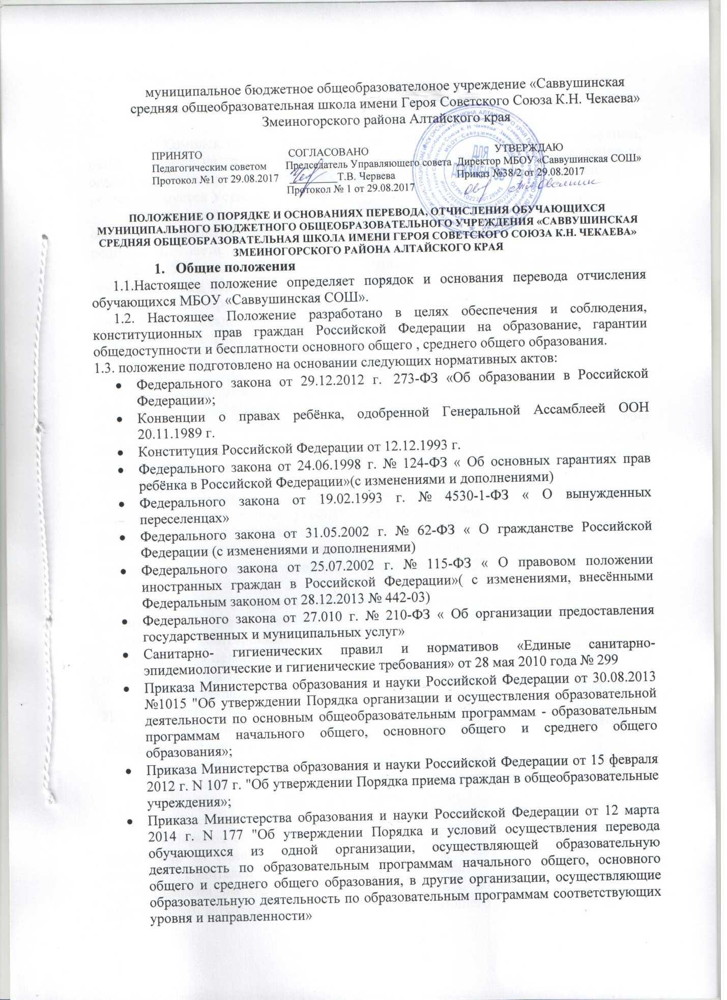 муниципальное бюджетное общеобразователоное учреждение «Саввушинская
средняя общеобразовательная школа имени Героя Советского Союза К.Н. Чекаева»
Змеиногорского района Алтайского края
ПРИНЯТО
Педагогическим советом
Протокол №1 от 29.08.2017
СОГЛАСОВАНО
Председатель Управляющего совета
_________Т.В. Червева
Протокол № 1 от 29.08.2017
УТВЕРЖДАЮ
Директор МБОУ «Саввушинская СОШ»
Приказ №38/2 от 29.08.2017
ДЛЯ
ДОКУМЕНТОВ
ОГРН 1022200728945
ПОЛОЖЕНИЕ О ПОРЯДКЕ И ОСНОВАНИЯХ ПЕРЕВОДА, ОТЧИСЛЕНИЯ ОБУЧАЮЩИХСЯ
МУНИЦИПАЛЬНОГО БЮДЖЕТНОГО ОБЩЕОБРАЗОВАТЕЛЬНОГО УЧРЕЖДЕНИЯ «САВВУШИНСКАЯ
СРЕДНЯЯ ОБЩЕОБРАЗОВАТЕЛЬНАЯ ШКОЛА ИМЕНИ ГЕРОЯ СОВЕТСКОГО СОЮЗА К.Н. ЧЕКАЕВА»
ЗМЕИНОГОРСКОГО РАЙОНА АЛТАЙСКОГО КРАЯ
1. Общие положения
1.1.Настоящее положение определяет порядок и основания перевода отчисления
обучающихся МБОУ «Саввушинская СОШ».
1.2. Настоящее Положение разработано в целях обеспечения и соблюдения,
конституционных прав граждан Российской Федерации на образование, гарантии
общедоступности и бесплатности основного общего , среднего общего образования.
1.3. положение подготовлено на основании следующих нормативных актов:
• Федерального закона от 29.12.2012 г. 273-ФЗ «Об образовании в Российской
Федерации»;
• Конвенции о правах ребёнка, одобренной Генеральной Ассамблеей ООН
20.11.1989 г.
• Конституция Российской Федерации от 12.12.1993 г.
• Федерального закона от 24.06.1998 г. № 124-ФЗ « Об основных гарантиях прав
ребёнка в Российской Федерации»(с изменениями и дополнениями)
• Федерального закона от 19.02.1993 г. № 4530-1-ФЗ « О вынужденных
переселенцах»
• Федерального закона от 31.05.2002 г. № 62-ФЗ « О гражданстве Российской
Федерации (с изменениями и дополнениями)
• Федерального закона от 25.07.2002 г. № 115-ФЗ « О правовом положении
иностранных граждан в Российской Федерации»( с изменениями, внесёнными
Федеральным законом от 28.12.2013 № 442-03)
• Федерального закона от 27.010 г. № 210-ФЗ « Об организации предоставления
государственных и муниципальных услуг»
• Санитарно- гигиенических правил и нормативов «Единые санитарно-
эпидемиологические и гигиенические требования» от 28 мая 2010 года № 299
• Приказа Министерства образования и науки Российской Федерации от 30.08.2013
№1015 "Об утверждении Порядка организации и осуществления образовательной
деятельности по основным общеобразовательным программам - образовательным
программам начального общего, основного общего и среднего общего
образования»;
• Приказа Министерства образования и науки Российской Федерации от 15 февраля
2012 г. N 107 г. "Об утверждении Порядка приема граждан в общеобразовательные
учреждения»;
• Приказа Министерства образования и науки Российской Федерации от 12 марта
2014 г. N 177 "Об утверждении Порядка и условий осуществления перевода
обучающихся из одной организации, осуществляющей образовательную
деятельность по образовательным программам начального общего, основного
общего и среднего общего образования, в другие организации, осуществляющие
образовательную деятельность по образовательным программам соответствующих
уровня и направленности»